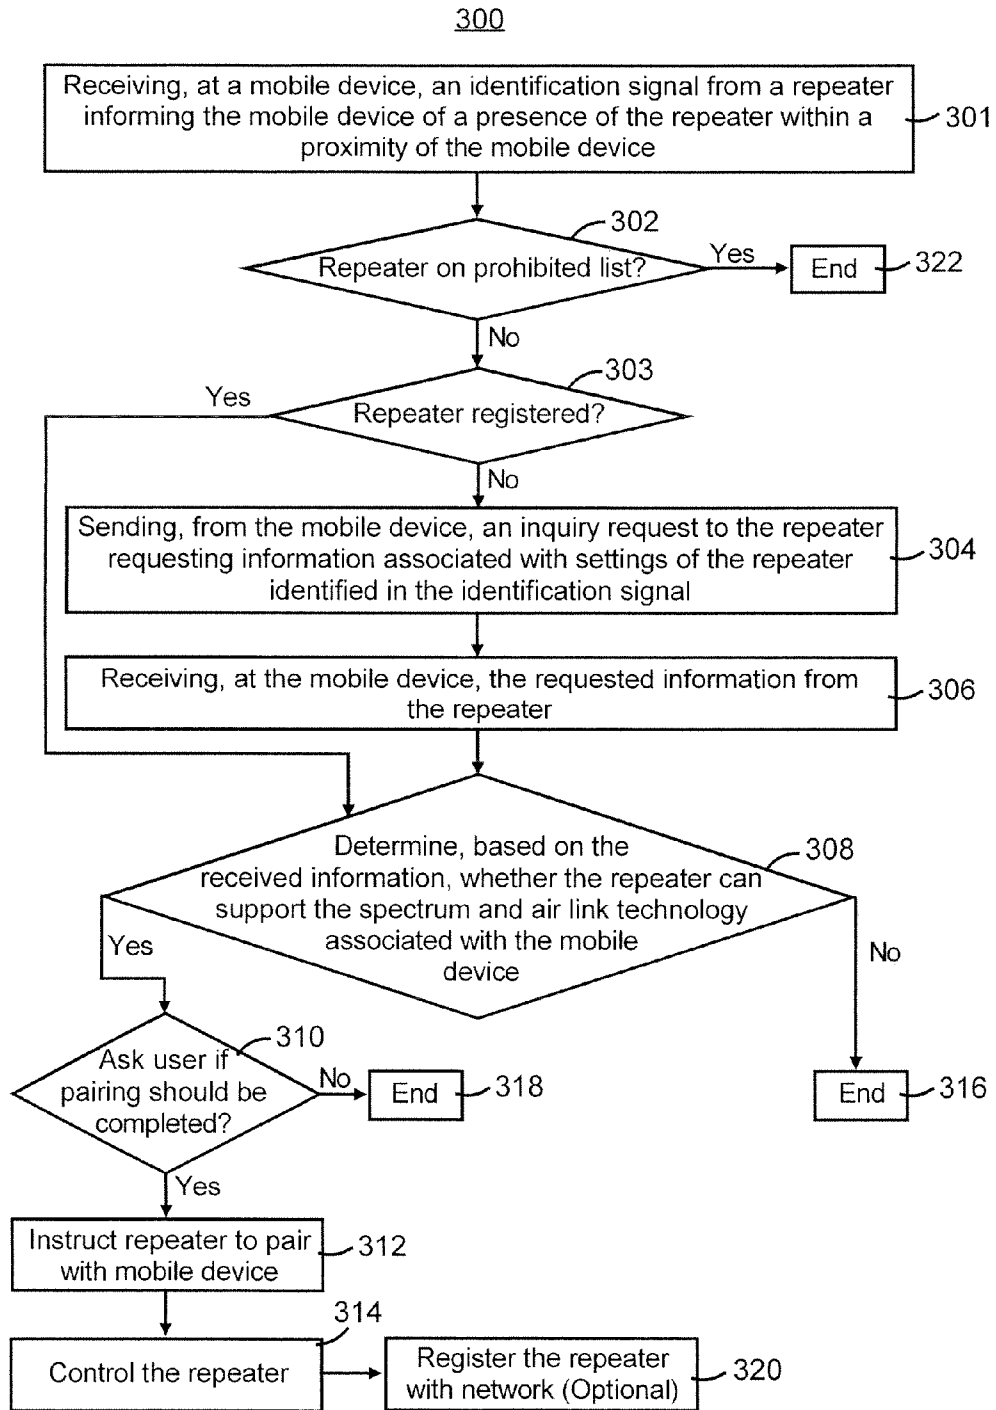 300
Receiving, at a mobile device, an identification signal from a repeater
informing the mobile device of a presence of the repeater within a
proximity of the mobile device
301
302
Repeater on prohibited list?
Yes
End
322
No
303
Yes
Repeater registered?
No
Sending, from the mobile device, an inquiry request to the repeater
requesting information associated with settings of the repeater
identified in the identification signal
304
Receiving, at the mobile device, the requested information from
the repeater
306
Determine, based on the
received information, whether the repeater can
support the spectrum and air link technology
associated with the mobile
device
308
Yes
No
310
Ask user if
pairing should be
completed?
No
End
318
End
316
Yes
Instruct repeater to pair
with mobile device
312
314
Control the repeater
Register the repeater
with network (Optional)
320